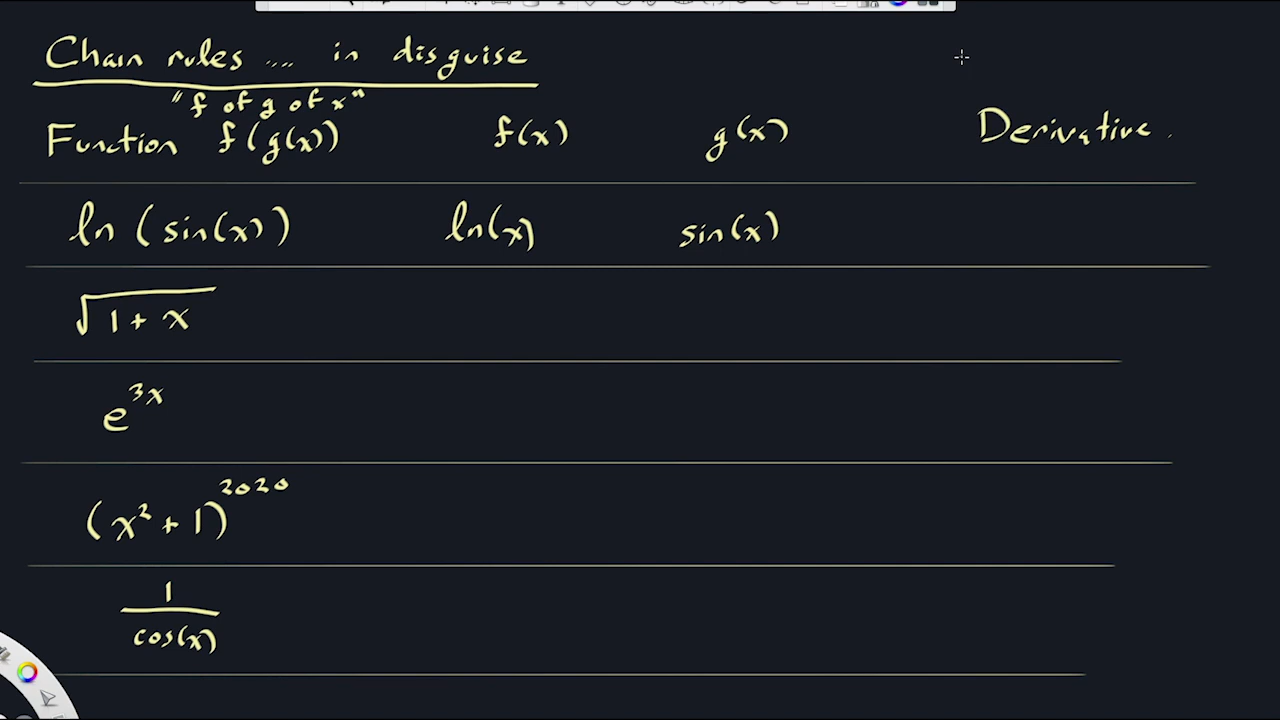 Chain rules .... in disguise
"f of g of x"
Function f(g(x)) f(x) g(x) Derivative.
ln (sin(x)) ln(x) sin(x)
√1 + x
e^3x
(x² + 1)^2020
1
cos(x)